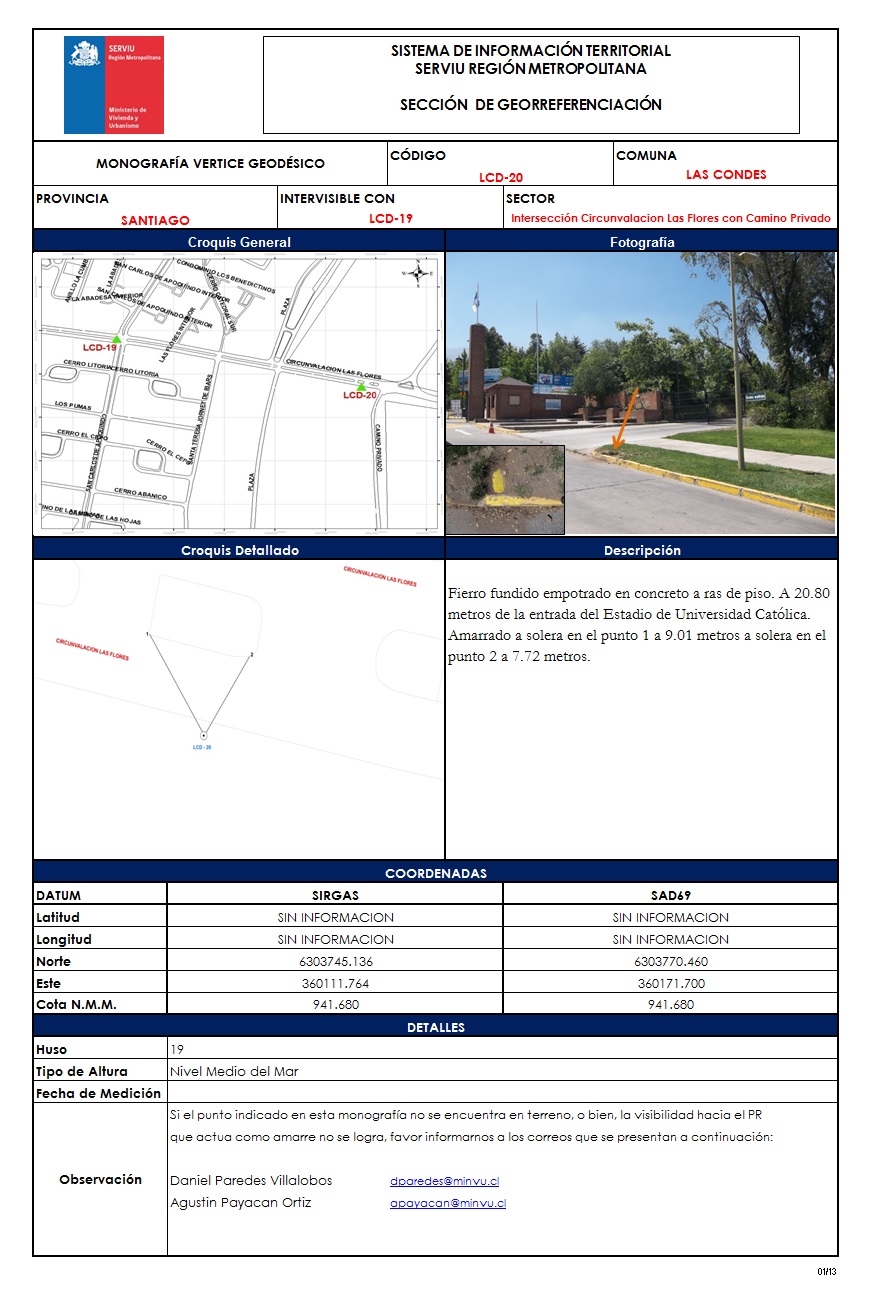 SERVIU
Región Metropolitana
Ministerio de
Vivienda y
Urbanismo
SISTEMA DE INFORMACIÓN TERRITORIAL
SERVIU REGIÓN METROPOLITANA
SECCIÓN DE GEORREFERENCIACIÓN
MONOGRAFÍA VERTICE GEODÉSICO
CÓDIGO
LCD-20
COMUNA
LAS CONDES
PROVINCIA
SANTIAGO
INTERVISIBLE CON
LCD-19
SECTOR
Intersección Circunvalacion Las Flores con Camino Privado
Croquis General
Fotografía
CONDOMINIO LOS BENEDICTINOS
SAN CARLOS DE APOQUINDO INTERIOR
LA ABADESA INTERIOR
SAN CARLOS DE APOQUINDO INTERIOR
LAS FLORES INTERIOR
PLAZA
LCD-19
CERRO LITORIA
CERRO LITORIA
CIRCUNVALACION LAS FLORES
LCD-20
LOS PUMAS
CERRO EL CEPO
CERRO EL CEPO
SAN CARLOS DE APOQUINDO
SANTA TERESA JORNET DE IBARS
PLAZA
CAMINO PRIVADO
CERRO ABANICO
Croquis Detallado
Descripción
CIRCUNVALACION LAS FLORES
CIRCUNVALACION LAS FLORES
1
2
LCD - 20
Fierro fundido empotrado en concreto a ras de piso. A 20.80
metros de la entrada del Estadio de Universidad Católica.
Amarrado a solera en el punto 1 a 9.01 metros a solera en el
punto 2 a 7.72 metros.
COORDENADAS
DATUM SIRGAS SAD69
Latitud SIN INFORMACION SIN INFORMACION
Longitud SIN INFORMACION SIN INFORMACION
Norte 6303745.136 6303770.460
Este 360111.764 360171.700
Cota N.M.M. 941.680 941.680
DETALLES
Huso 19
Tipo de Altura Nivel Medio del Mar
Fecha de Medición
Observación
Si el punto indicado en esta monografía no se encuentra en terreno, o bien, la visibilidad hacia el PR
que actua como amarre no se logra, favor informarnos a los correos que se presentan a continuación:
Daniel Paredes Villalobos dparedes@minvu.cl
Agustin Payacan Ortiz apayacan@minvu.cl
01/13